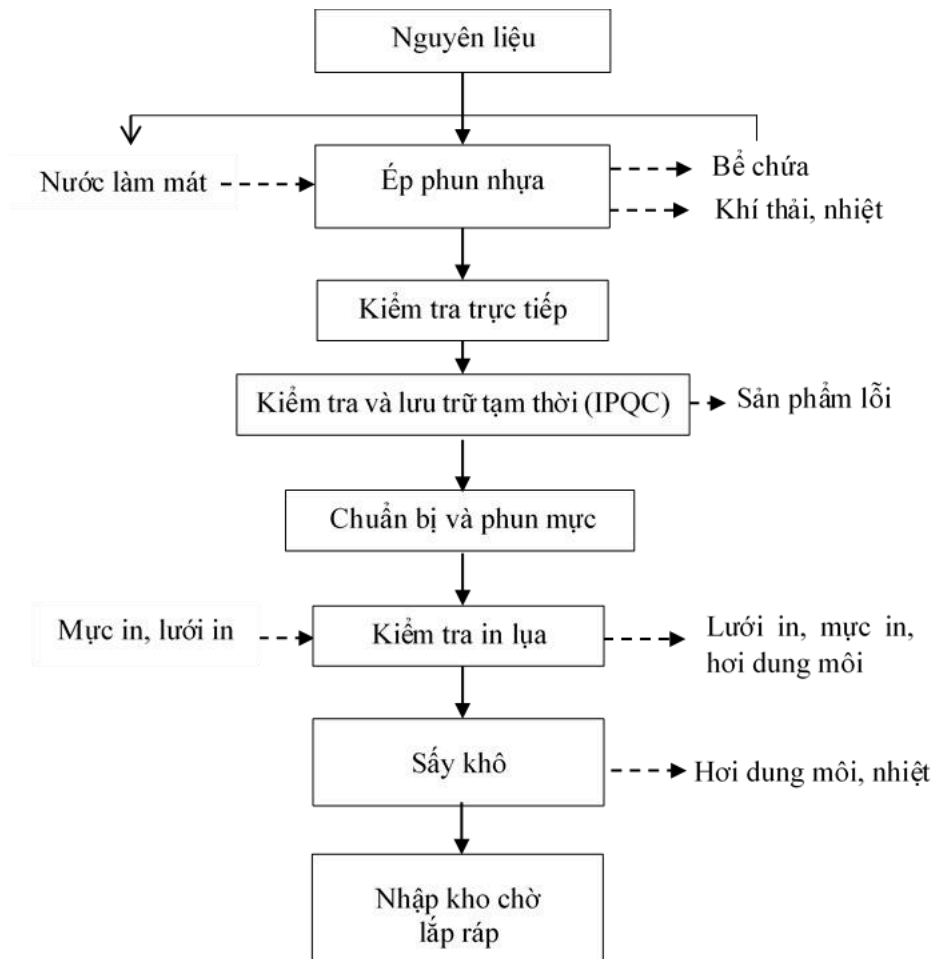 Nguyên liệu
Nước làm mát
Ép phun nhựa
Bể chứa
Khí thải, nhiệt
Kiểm tra trực tiếp
Kiểm tra và lưu trữ tạm thời (IPQC)
Sản phẩm lỗi
Chuẩn bị và phun mực
Mực in, lưới in
Kiểm tra in lụa
Lưới in, mực in,
hơi dung môi
Sấy khô
Hơi dung môi, nhiệt
Nhập kho chờ
lắp ráp